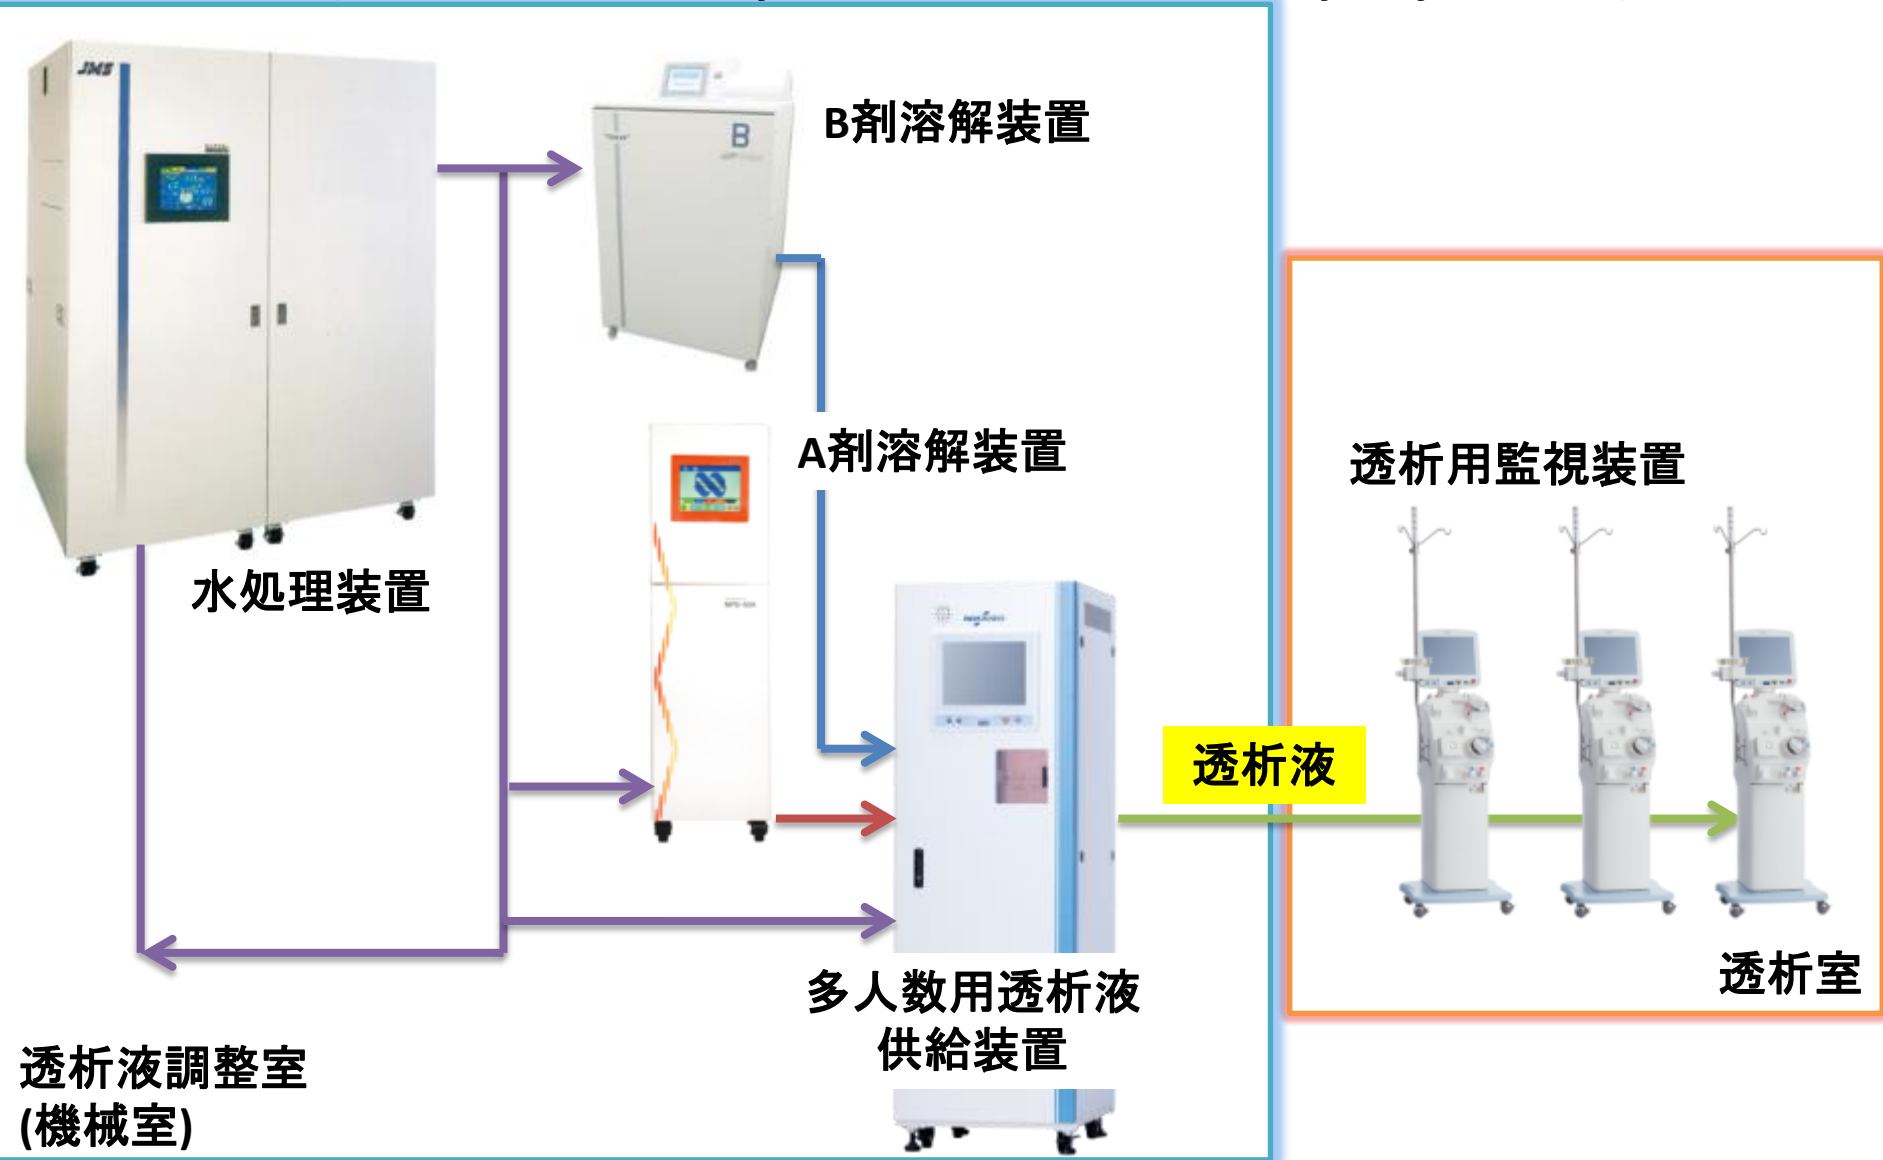 JMS
B剤溶解装置
B
A剤溶解装置
透析用監視装置
水処理装置
透析液
多人数用透析液
供給装置
透析室
透析液調整室
(機械室)